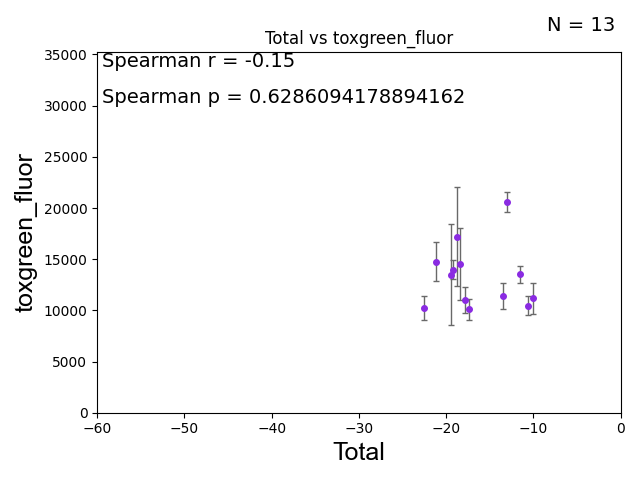 N = 13
Total vs toxgreen_fluor
Spearman r = -0.15
Spearman p = 0.6286094178894162
35000
30000
25000
20000
15000
10000
5000
0
toxgreen_fluor
−60 −50 −40 −30 −20 −10 0
Total